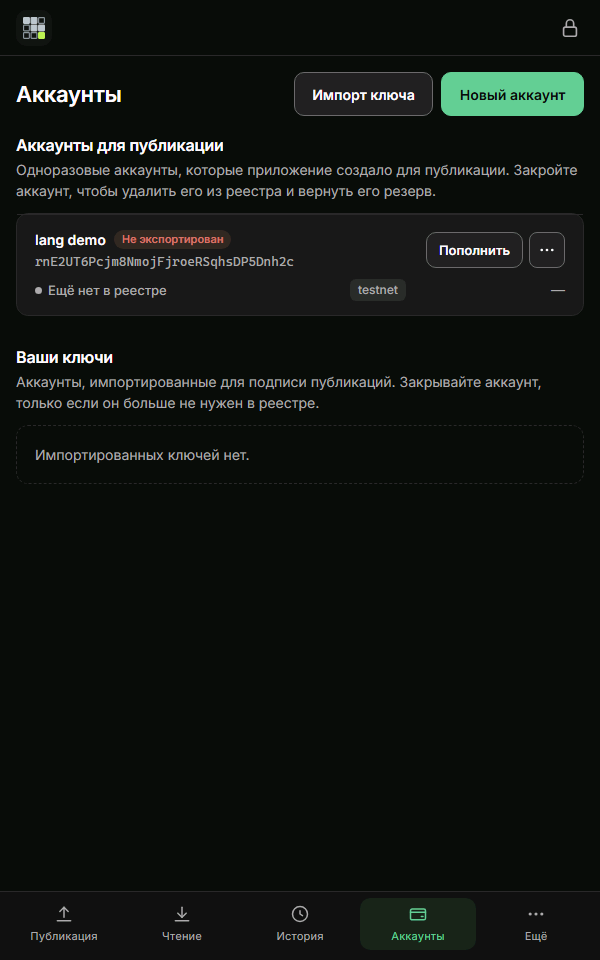 Аккаунты
Импорт ключа
Новый аккаунт
Аккаунты для публикации
Одноразовые аккаунты, которые приложение создало для публикации. Закройте
аккаунт, чтобы удалить его из реестра и вернуть его резерв.
lang demo
Не экспортирован
rnE2UT6Pcjm8NmojFjroeRSqhsDP5Dnh2c
Пополнить
Ещё нет в реестре
testnet
—
Ваши ключи
Аккаунты, импортированные для подписи публикаций. Закрывайте аккаунт,
только если он больше не нужен в реестре.
Импортированных ключей нет.
Публикация
Чтение
История
Аккаунты
Ещё